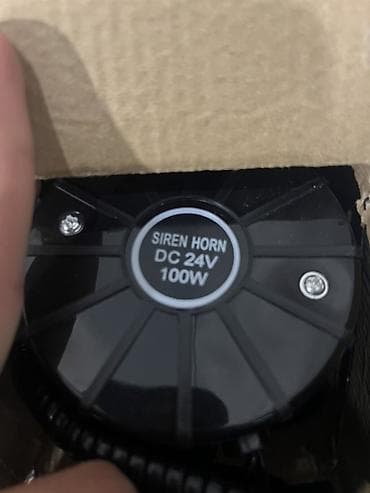 SIREN HORN
DC 24V
100W